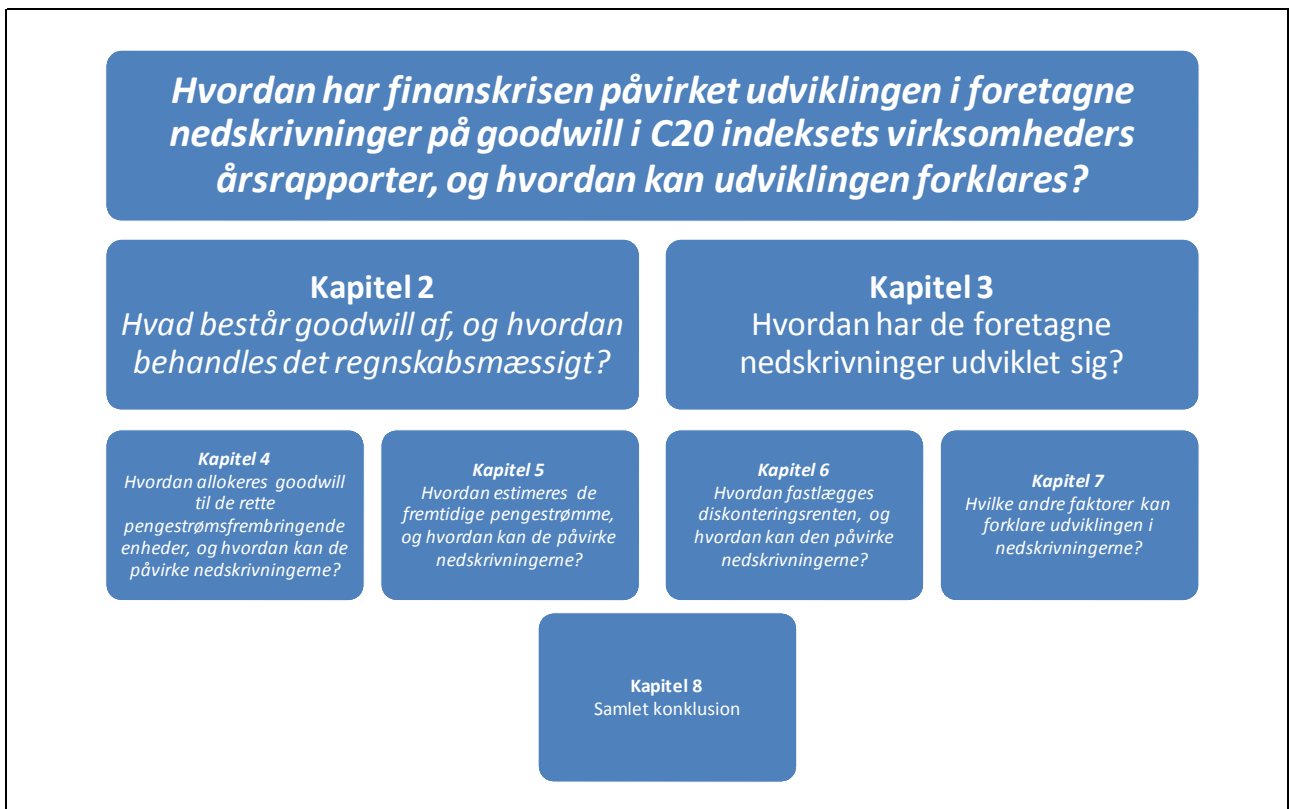 Hvordan har finanskrisen påvirket udviklingen i foretagne
nedskrivninger på goodwill i C20 indeksets virksomheders
årsrapporter, og hvordan kan udviklingen forklares?
Kapitel 2
Hvad består goodwill af, og hvordan
behandles det regnskabsmæssigt?
Kapitel 3
Hvordan har de foretagne
nedskrivninger udviklet sig?
Kapitel 4
Hvordan allokeres goodwill
til de rette
pengestrømsfrembringende
enheder, og hvordan kan de
påvirke nedskrivningerne?
Kapitel 5
Hvordan estimeres de
fremtidige pengestrømme,
og hvordan kan de påvirke
nedskrivningerne?
Kapitel 6
Hvordan fastlægges
diskonteringsrenten, og
hvordan kan den påvirke
nedskrivningerne?
Kapitel 7
Hvilke andre faktorer kan
forklare udviklingen i
nedskrivningerne?
Kapitel 8
Samlet konklusion